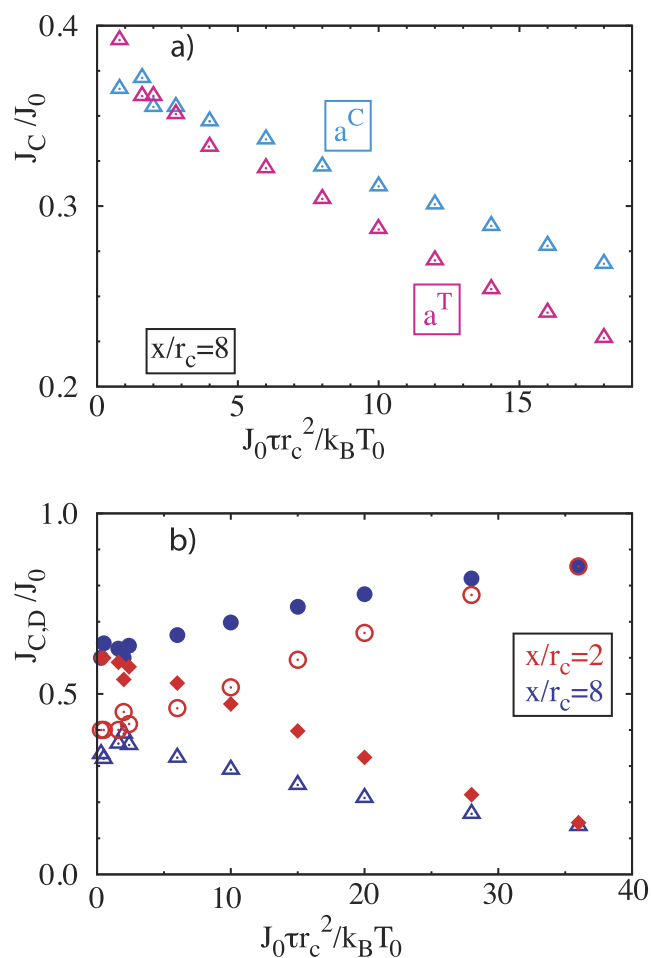 a)
J_C/J_0
0.4
0.3
0.2
a^C
a^T
x/r_c=8
0 5 10 15
J_0τr_c^2/k_BT_0
b)
J_C,D/J_0
1.0
0.5
0.0
x/r_c=2
x/r_c=8
0 10 20 30 40
J_0τr_c^2/k_BT_0